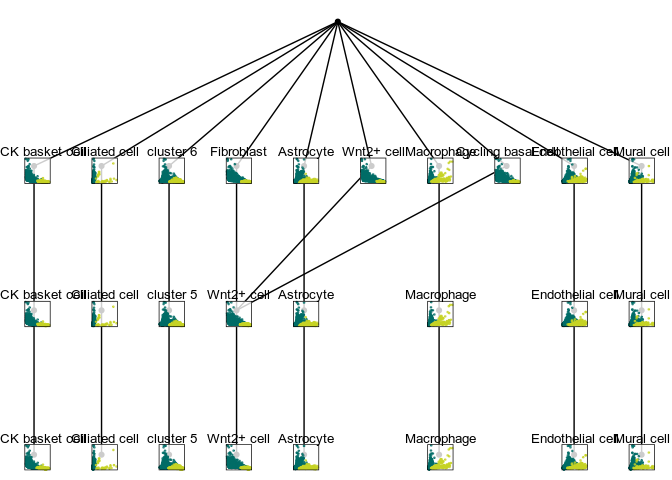 CK basket cell Ciliated cell cluster 6 Fibroblast Astrocyte Wnt2+ cell Macrophage Cycling basal cell Endothelial cell Mural cell
CK basket cell Ciliated cell cluster 5 Wnt2+ cell Astrocyte Macrophage Endothelial cell Mural cell
CK basket cell Ciliated cell cluster 5 Wnt2+ cell Astrocyte Macrophage Endothelial cell Mural cell